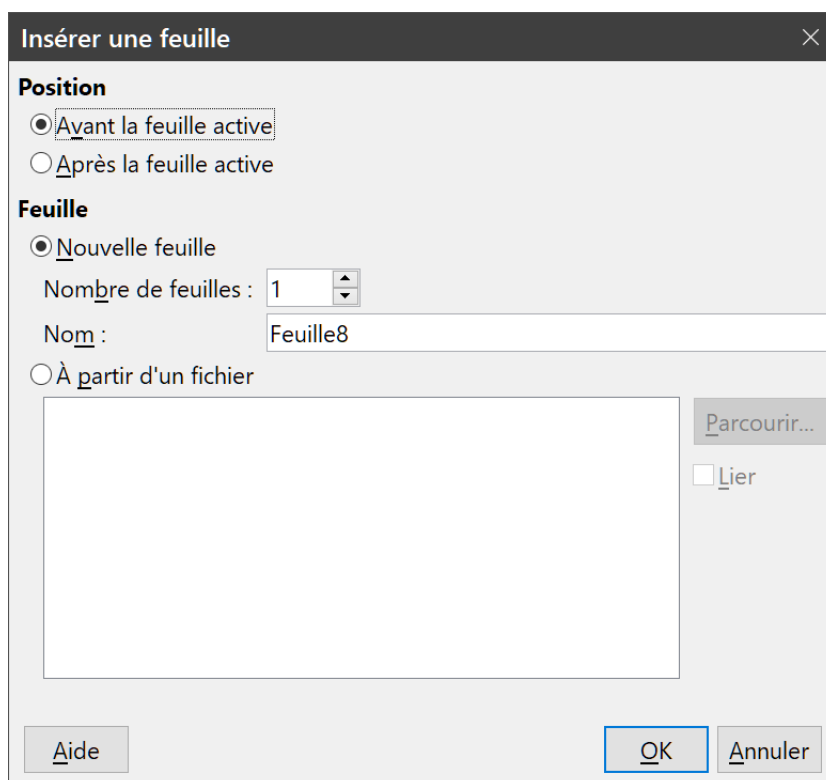 Insérer une feuille
Position
Avant la feuille active
Après la feuille active
Feuille
Nouvelle feuille
Nombre de feuilles : 1
Nom : Feuille8
À partir d'un fichier
Parcourir...
Lier
Aide OK Annuler